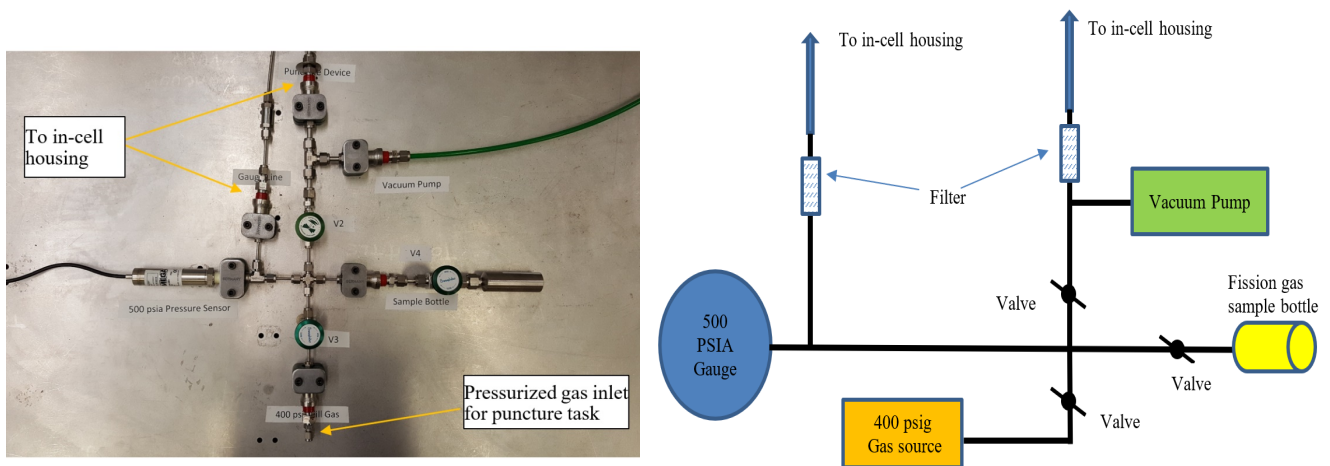 To in-cell
housing
Device
Vacuum Pump
V2
V4
Sample Bottle
500 psia Pressure Sensor
V3
Pressurized gas inlet
for puncture task
To in-cell housing
To in-cell housing
Filter
Vacuum Pump
Valve
Fission gas
sample bottle
500
PSIA
Gauge
Valve
400 psig
Gas source
Valve